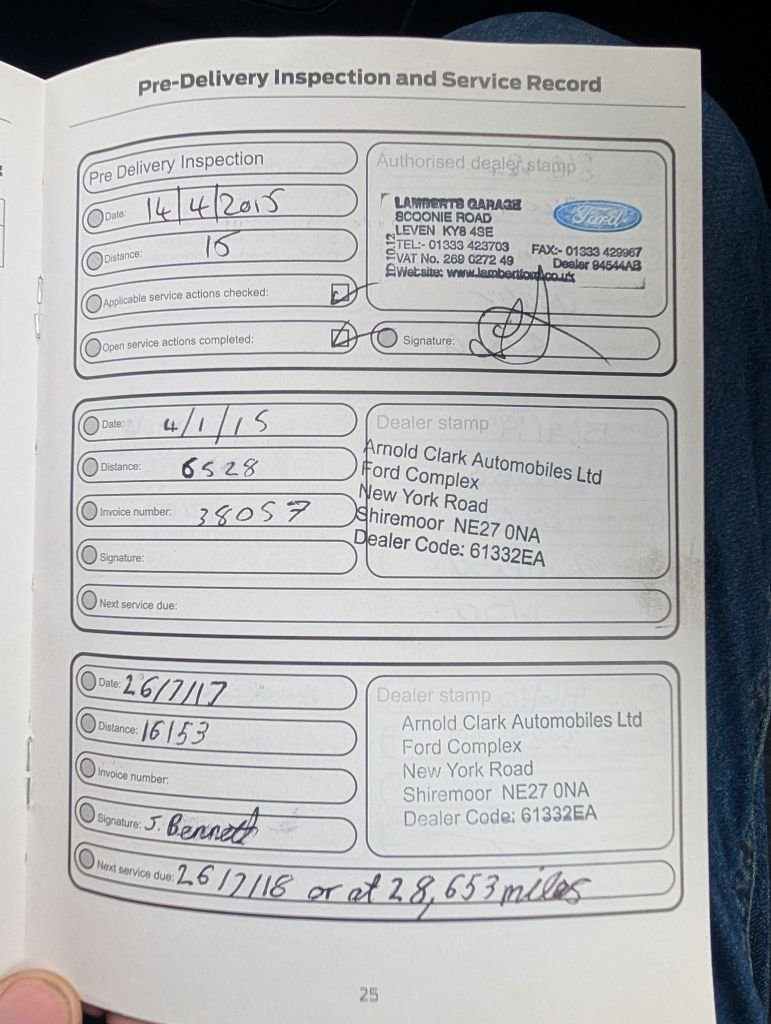 Pre-Delivery Inspection and Service Record
Pre Delivery Inspection
Date: 14/4/2015
Distance: 15
Applicable service actions checked:
Open service actions completed:
Authorised dealer stamp
LAMBERTS GARAGE
SCOONIE ROAD
LEVEN KY8 4SE
TEL:- 01333 423703 FAX:- 01333 429967
VAT No. 269 0272 49 Dealer 94544AB
Website: www.lambertford.co.uk
10.12
Ford
Signature:
Date: 4/1/15
Distance: 6528
Invoice number: 38057
Signature:
Next service due:
Dealer stamp
Arnold Clark Automobiles Ltd
Ford Complex
New York Road
Shiremoor NE27 0NA
Dealer Code: 61332EA
Date: 26/7/17
Distance: 16153
Invoice number:
Signature: J. Bennett
Next service due: 26/7/18 or at 28,653 miles
Dealer stamp
Arnold Clark Automobiles Ltd
Ford Complex
New York Road
Shiremoor NE27 0NA
Dealer Code: 61332EA
25